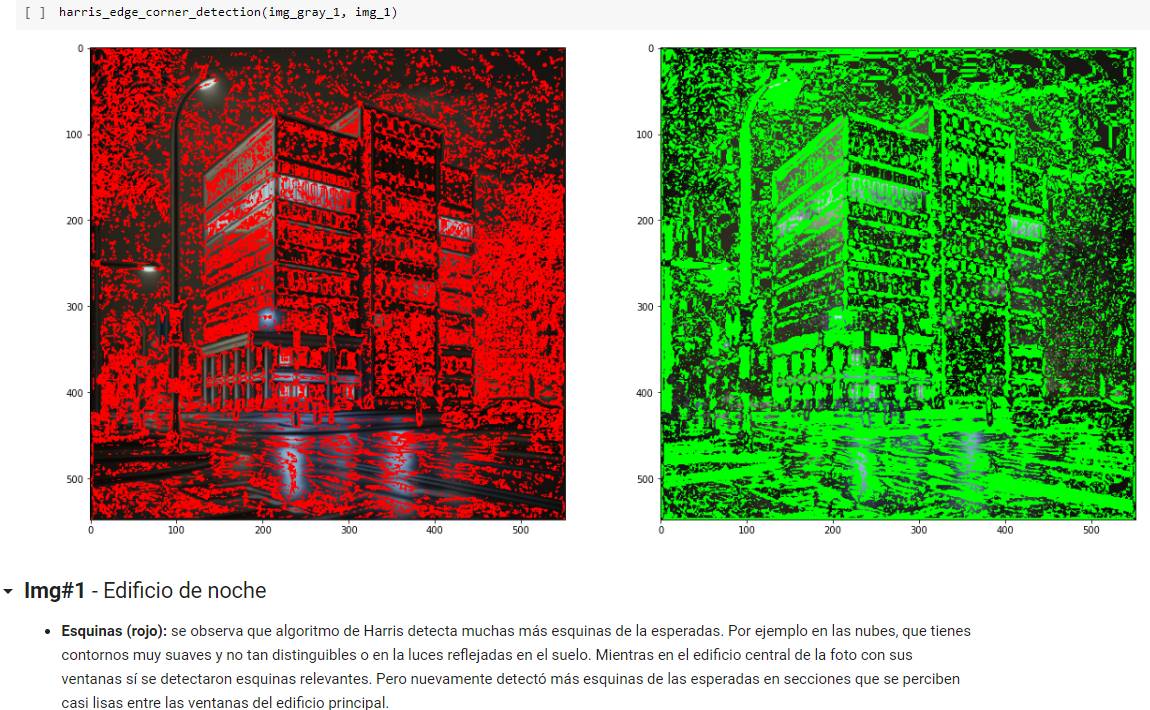 [ ] harris_edge_corner_detection(img_gray_1, img_1)
0
100
200
300
400
500
0 100 200 300 400 500
0
100
200
300
400
500
0 100 200 300 400 500
Img#1 - Edificio de noche
Esquinas (rojo): se observa que algoritmo de Harris detecta muchas más esquinas de la esperadas. Por ejemplo en las nubes, que tienes
contornos muy suaves y no tan distinguibles o en la luces reflejadas en el suelo. Mientras en el edificio central de la foto con sus
ventanas sí se detectaron esquinas relevantes. Pero nuevamente detectó más esquinas de las esperadas en secciones que se perciben
casi lisas entre las ventanas del edificio principal.